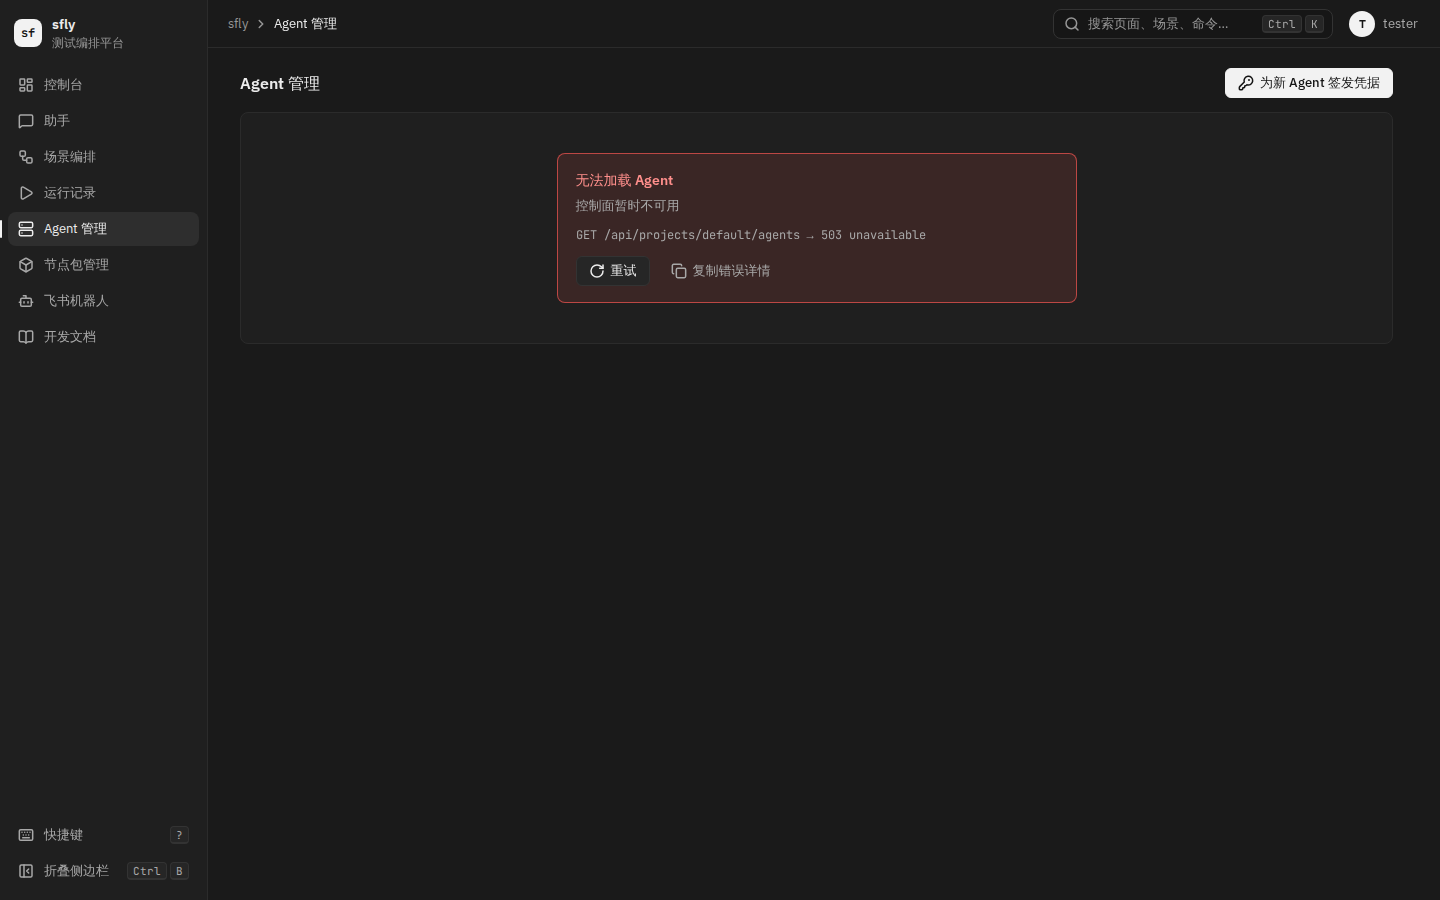 sf
sfly
测试编排平台
控制台
助手
场景编排
运行记录
Agent 管理
节点包管理
飞书机器人
开发文档
快捷键 ?
折叠侧边栏 Ctrl B
sfly > Agent 管理
搜索页面、场景、命令... Ctrl K
T tester
Agent 管理
为新 Agent 签发凭据
无法加载 Agent
控制面暂时不可用
GET /api/projects/default/agents → 503 unavailable
重试 复制错误详情